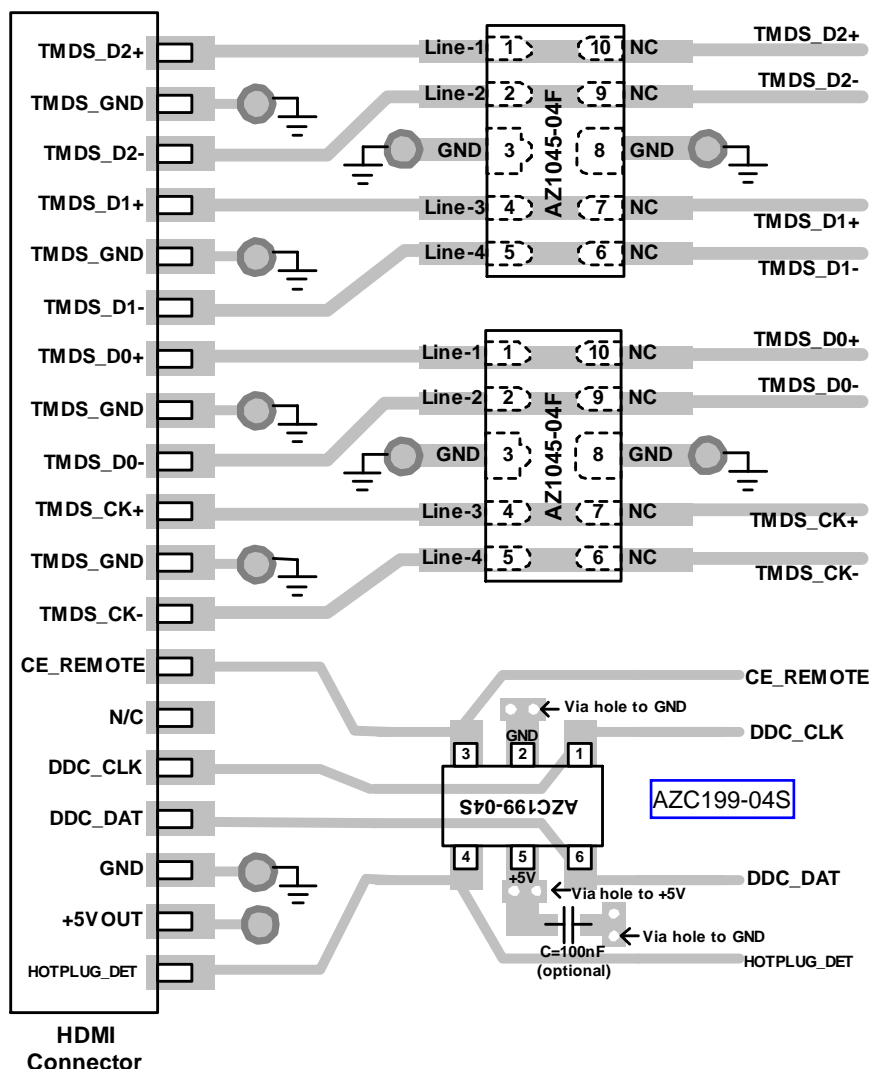 TMDS_D2+ Line-1 1 10 NC TMDS_D2+
TMDS_GND Line-2 2 9 NC TMDS_D2-
TMDS_D2- GND 3 8 GND
AZ1045-04F
TMDS_D1+ Line-3 4 7 NC TMDS_D1+
TMDS_GND Line-4 5 6 NC TMDS_D1-
TMDS_D1-
TMDS_D0+ Line-1 1 10 NC TMDS_D0+
TMDS_GND Line-2 2 9 NC TMDS_D0-
TMDS_D0- GND 3 8 GND
AZ1045-04F
TMDS_CK+ Line-3 4 7 NC TMDS_CK+
TMDS_GND Line-4 5 6 NC TMDS_CK-
TMDS_CK-
CE_REMOTE CE_REMOTE
Via hole to GND
N/C
GND DDC_CLK
3 2 1
DDC_CLK
AZC199-04S AZC199-04S
DDC_DAT
4 5 6
GND +5V DDC_DAT
Via hole to +5V
+5VOUT
Via hole to GND
C=100nF
(optional)
HOTPLUG_DET HOTPLUG_DET
HDMI
Connector